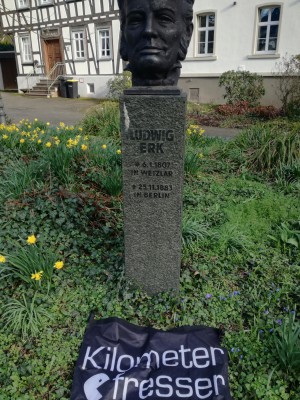 LUDWIG
ERK
* 6.1.1807
IN WETZLAR
+ 25.11.1883
IN BERLIN
Kilometer
fresser